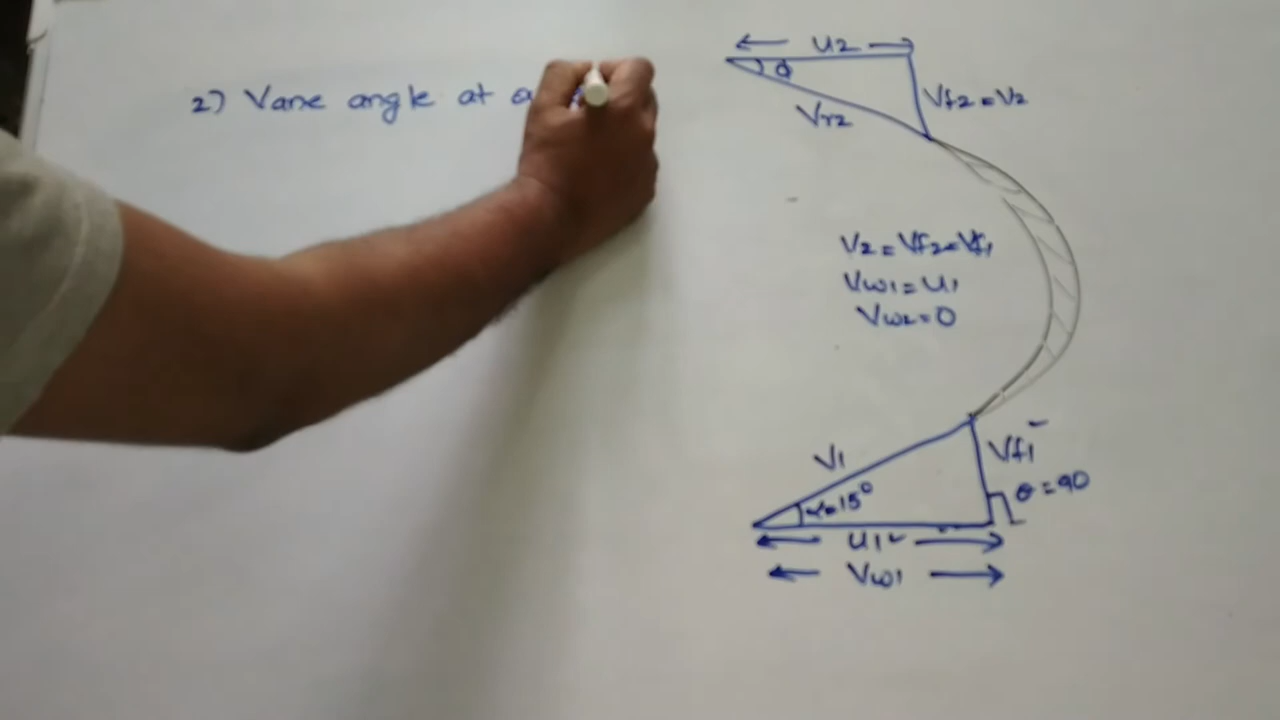 2) Vane angle at
u2
ϕ
Vr2
Vf2=V2
V2=Vf2=Vf1
Vw1=u1
Vw2=0
V1
α=15°
Vf1
θ=90
u1
Vw1